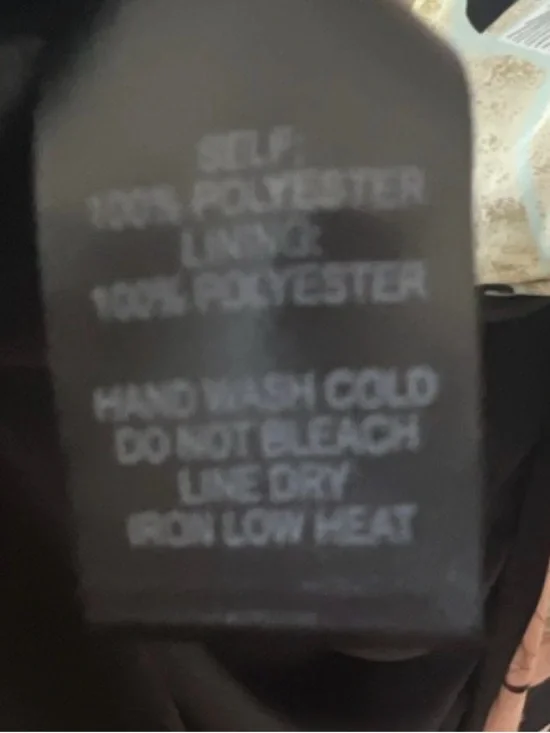 SELF:
100% POLYESTER
LINING:
100% POLYESTER
HAND WASH COLD
DO NOT BLEACH
LINE DRY
IRON LOW HEAT